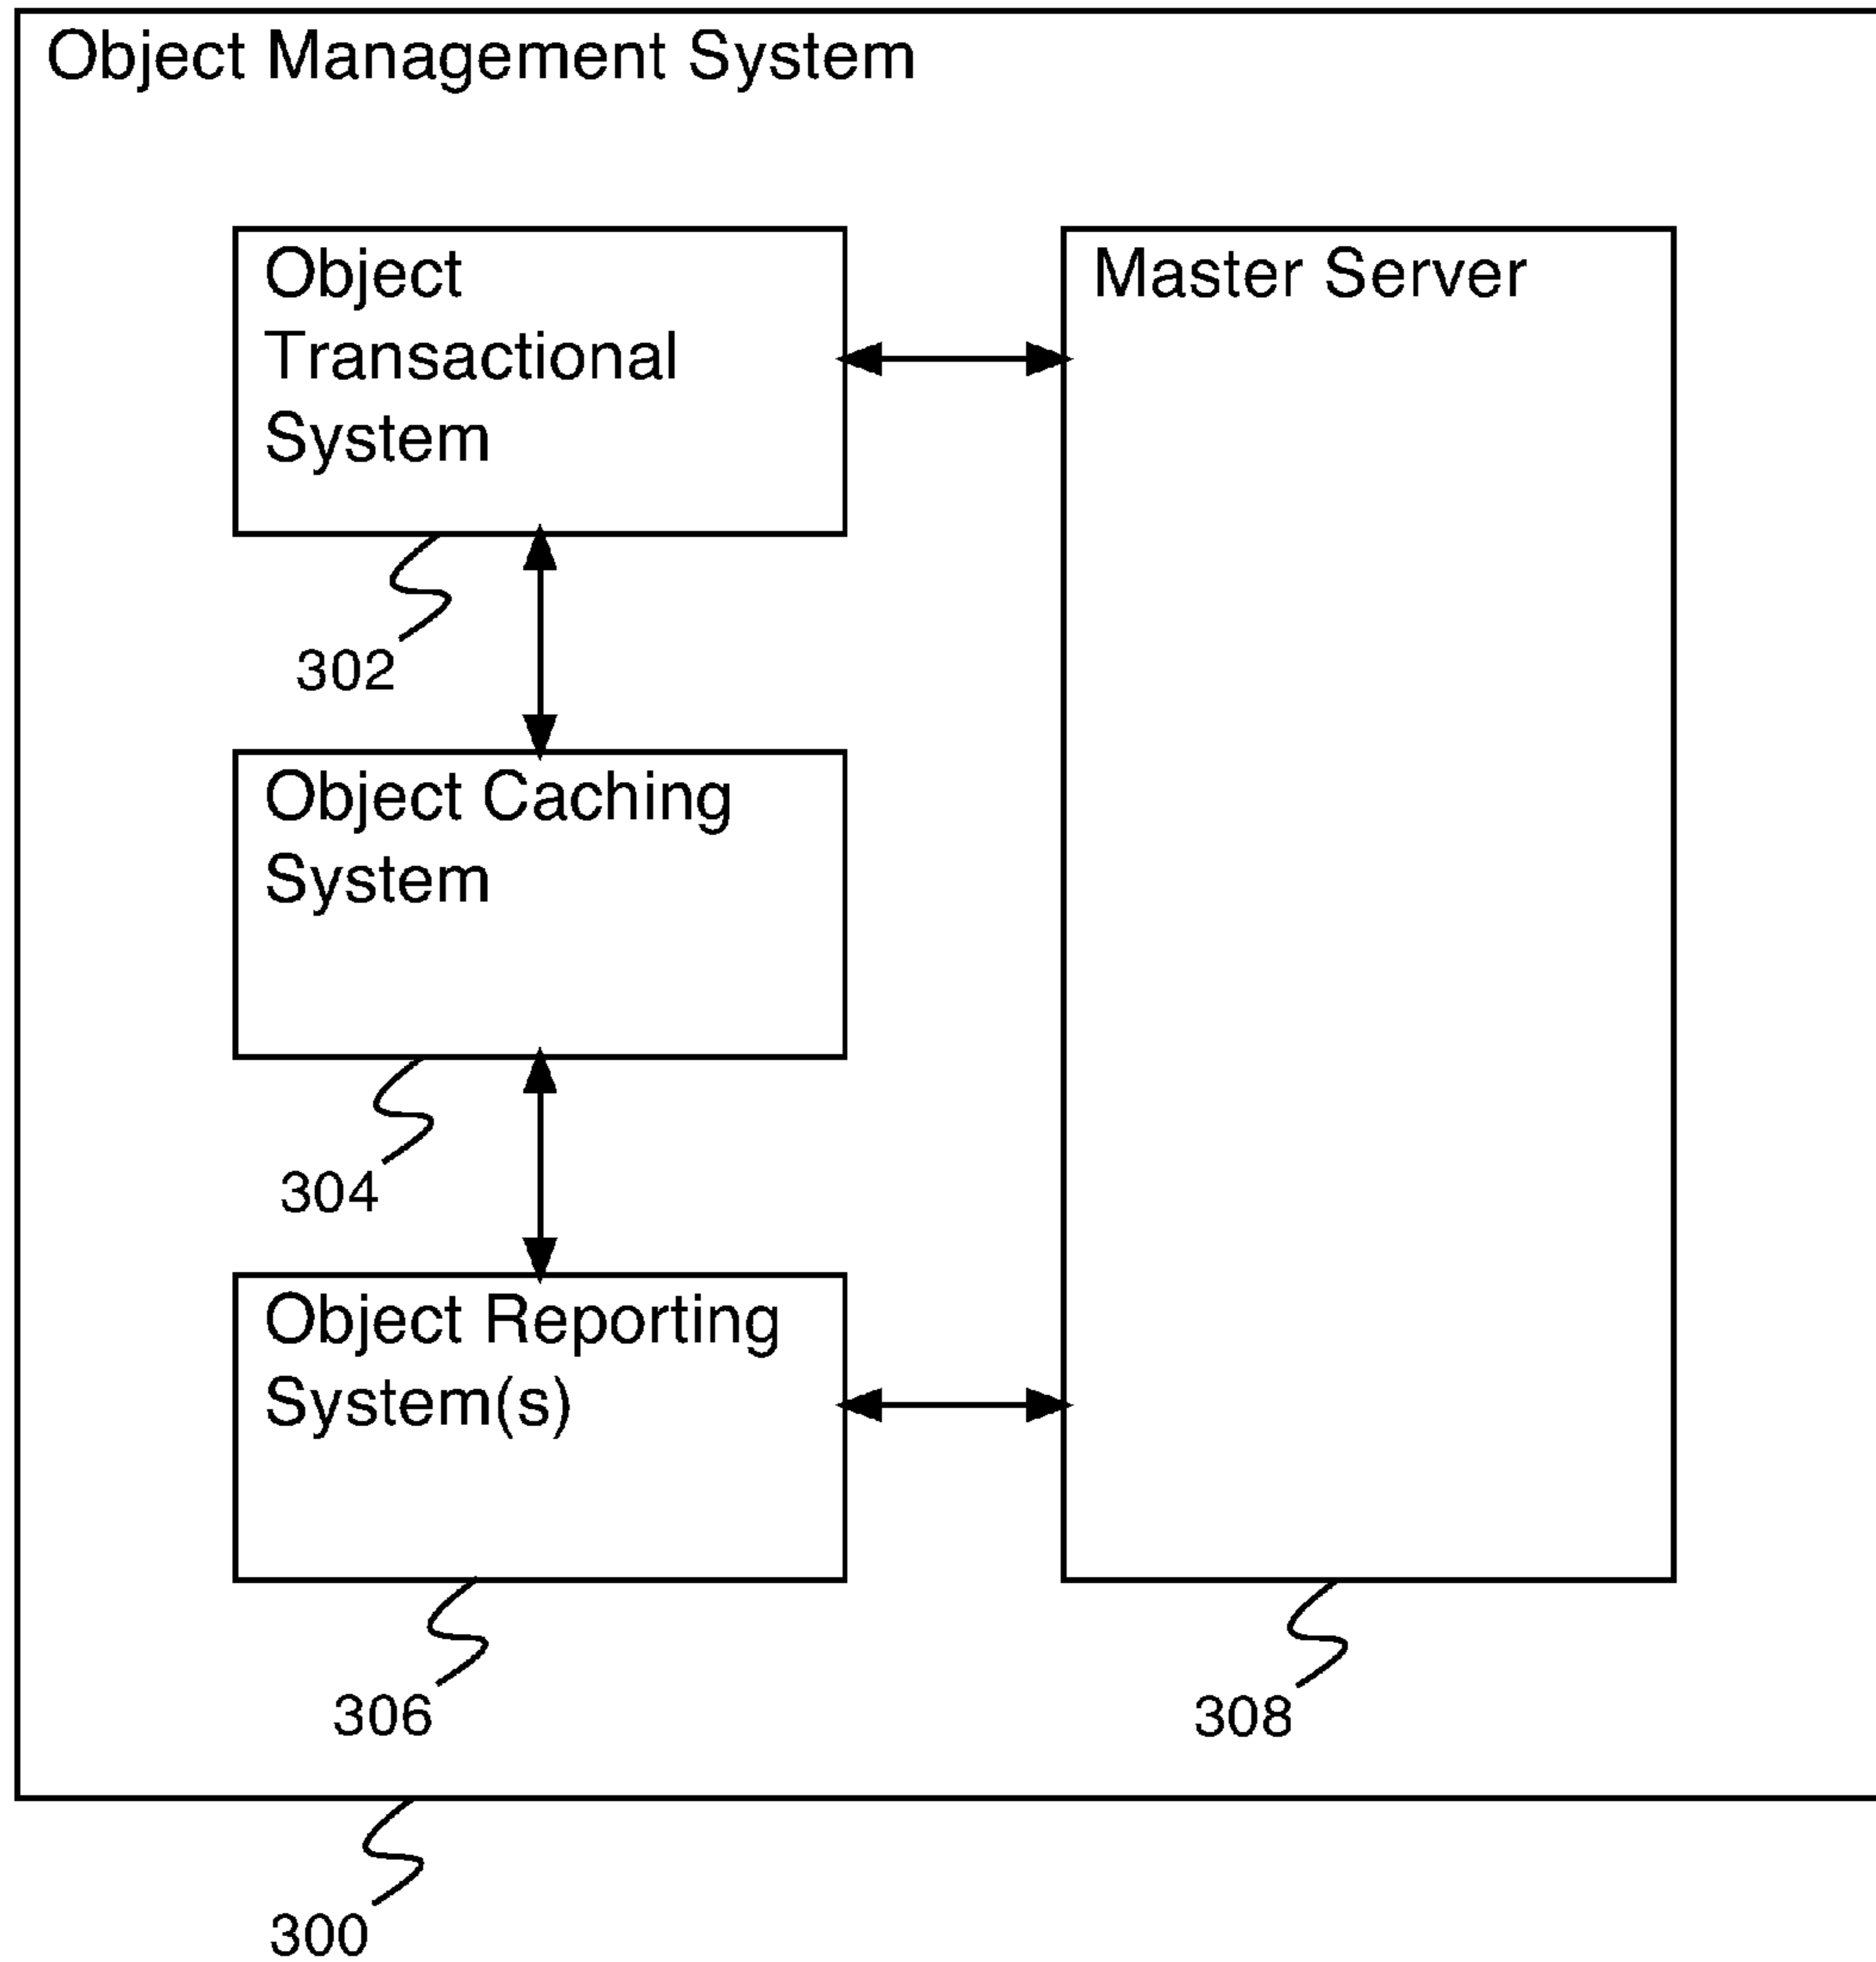 Object Management System
Object
Transactional
System
Master Server
302
Object Caching
System
304
Object Reporting
System(s)
306
308
300